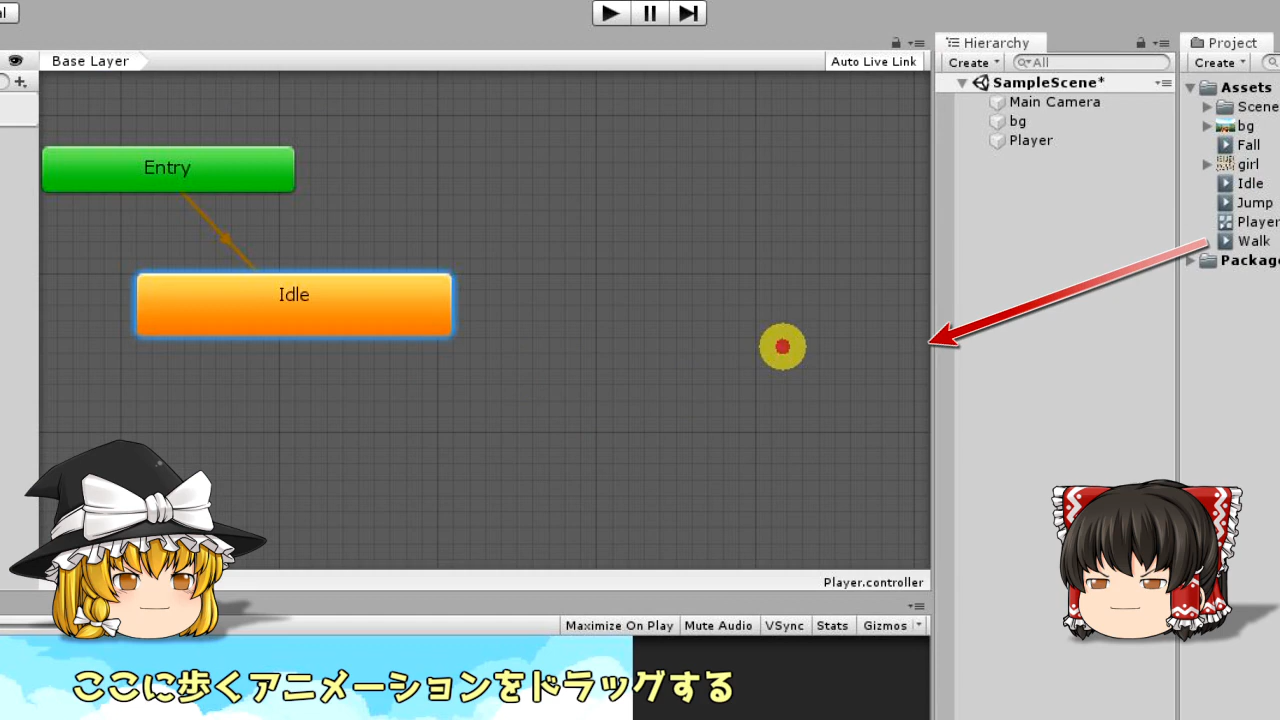 Base Layer
Auto Live Link
Entry
Idle
Player.controller
Maximize On Play Mute Audio VSync Stats Gizmos
Hierarchy
Create All
SampleScene*
Main Camera
bg
Player
Project
Create
Assets
Scene
bg
Fall
girl
Idle
Jump
Player
Walk
Package
ここに歩くアニメーションをドラッグする